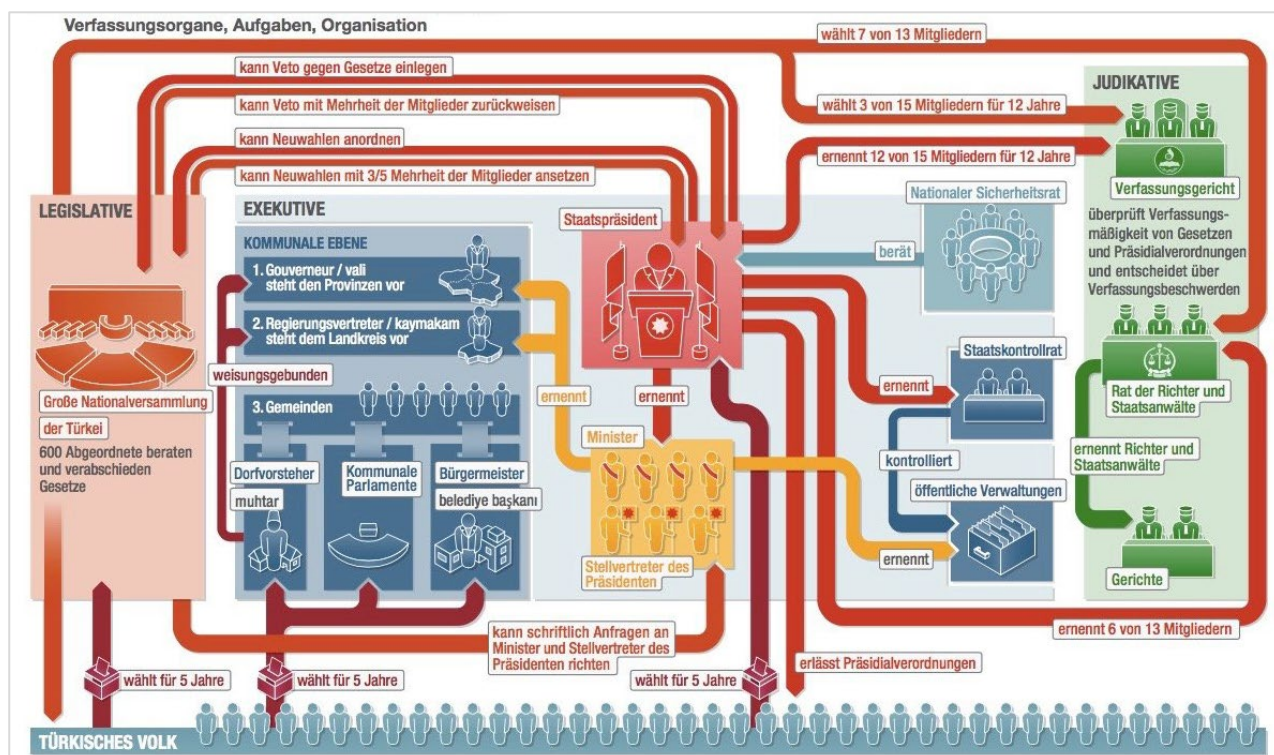 Verfassungsorgane, Aufgaben, Organisation
wählt 7 von 13 Mitgliedern
kann Veto gegen Gesetze einlegen
kann Veto mit Mehrheit der Mitglieder zurückweisen
kann Neuwahlen anordnen
kann Neuwahlen mit 3/5 Mehrheit der Mitglieder ansetzen
wählt 3 von 15 Mitgliedern für 12 Jahre
ernennt 12 von 15 Mitgliedern für 12 Jahre
LEGISLATIVE
Große Nationalversammlung
der Türkei
600 Abgeordnete beraten
und verabschieden
Gesetze
EXEKUTIVE
KOMMUNALE EBENE
1. Gouverneur / vali
steht den Provinzen vor
2. Regierungsvertreter / kaymakam
steht dem Landkreis vor
weisungsgebunden
3. Gemeinden
Dorfvorsteher
muhtar
Kommunale
Parlamente
Bürgermeister
belediye başkanı
ernennt
Staatspräsident
ernennt
Minister
Stellvertreter des
Präsidenten
Nationaler Sicherheitsrat
berät
ernennt
Staatskontrollrat
kontrolliert
öffentliche Verwaltungen
ernennt
JUDIKATIVE
Verfassungsgericht
überprüft Verfassungs-
mäßigkeit von Gesetzen
und Präsidialverordnungen
und entscheidet über
Verfassungsbeschwerden
Rat der Richter und
Staatsanwälte
ernennt Richter und
Staatsanwälte
Gerichte
ernennt 6 von 13 Mitgliedern
kann schriftlich Anfragen an
Minister und Stellvertreter des
Präsidenten richten
erlässt Präsidialverordnungen
wählt für 5 Jahre
wählt für 5 Jahre
wählt für 5 Jahre
TÜRKISCHES VOLK